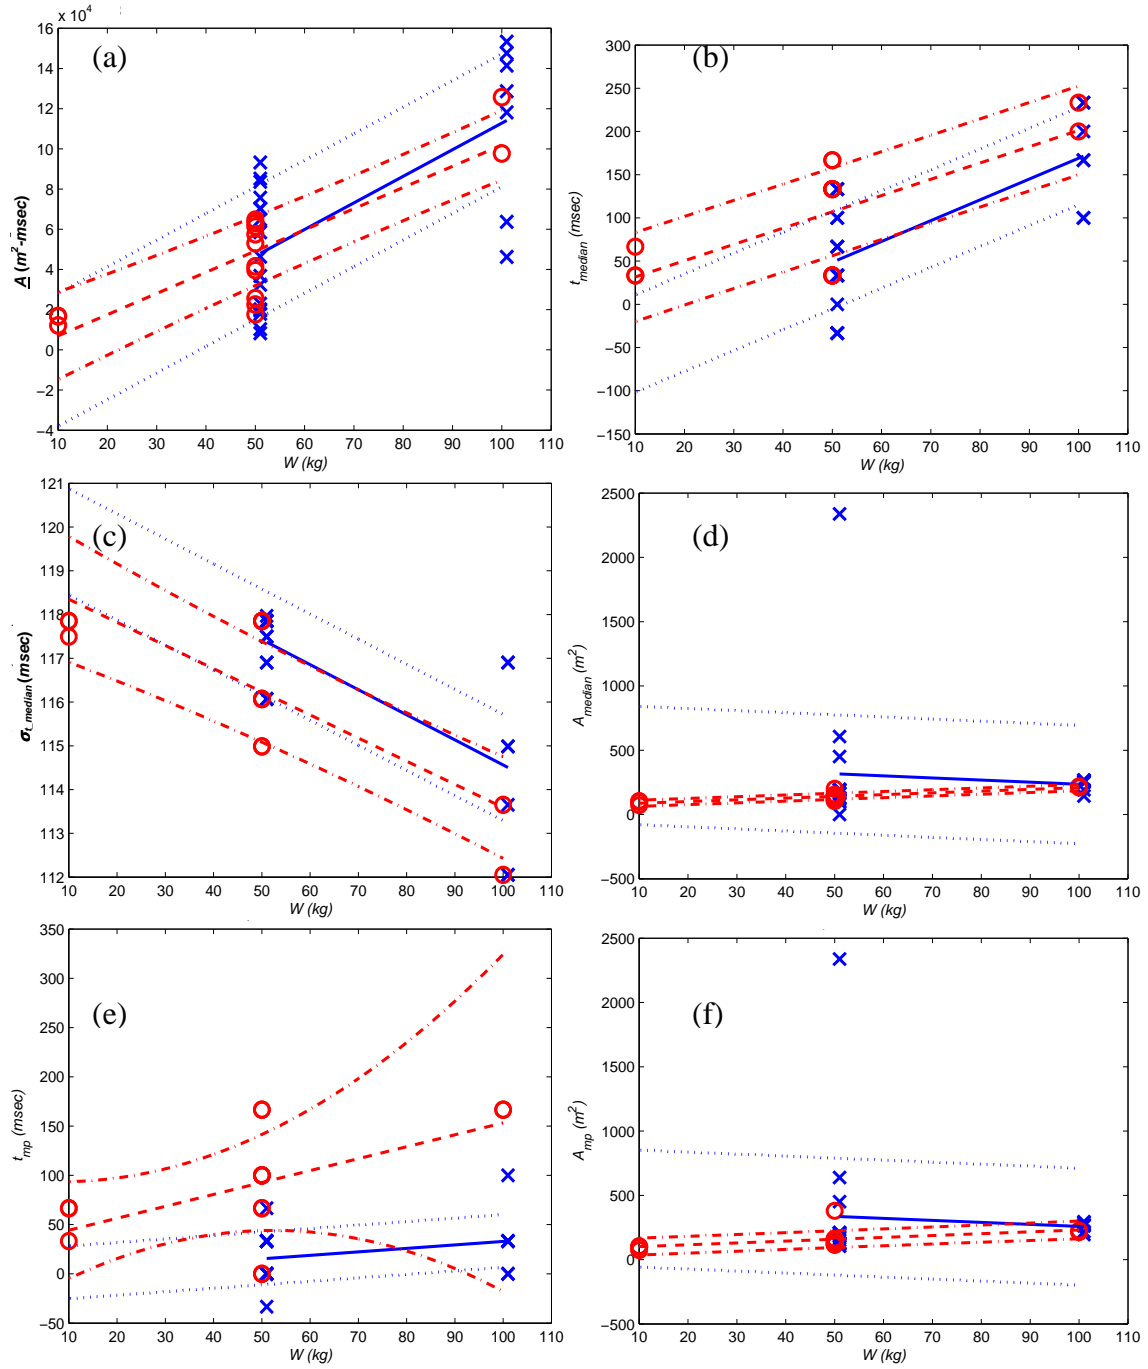 x 10⁴
(a)
16
14
12
10
8
6
4
2
0
−2
−4
A (m²-msec)
10 20 30 40 50 60 70 80 90 100 110
W (kg)
(b)
300
250
200
150
100
50
0
−50
−100
−150
t_median (msec)
10 20 30 40 50 60 70 80 90 100 110
W (kg)
(c)
121
120
119
118
117
116
115
114
113
112
σ_t_median (msec)
10 20 30 40 50 60 70 80 90 100 110
W (kg)
(d)
2500
2000
1500
1000
500
0
−500
A_median (m²)
10 20 30 40 50 60 70 80 90 100 110
W (kg)
(e)
350
300
250
200
150
100
50
0
−50
t_mp (msec)
10 20 30 40 50 60 70 80 90 100 110
W (kg)
(f)
2500
2000
1500
1000
500
0
−500
A_mp (m²)
10 20 30 40 50 60 70 80 90 100 110
W (kg)